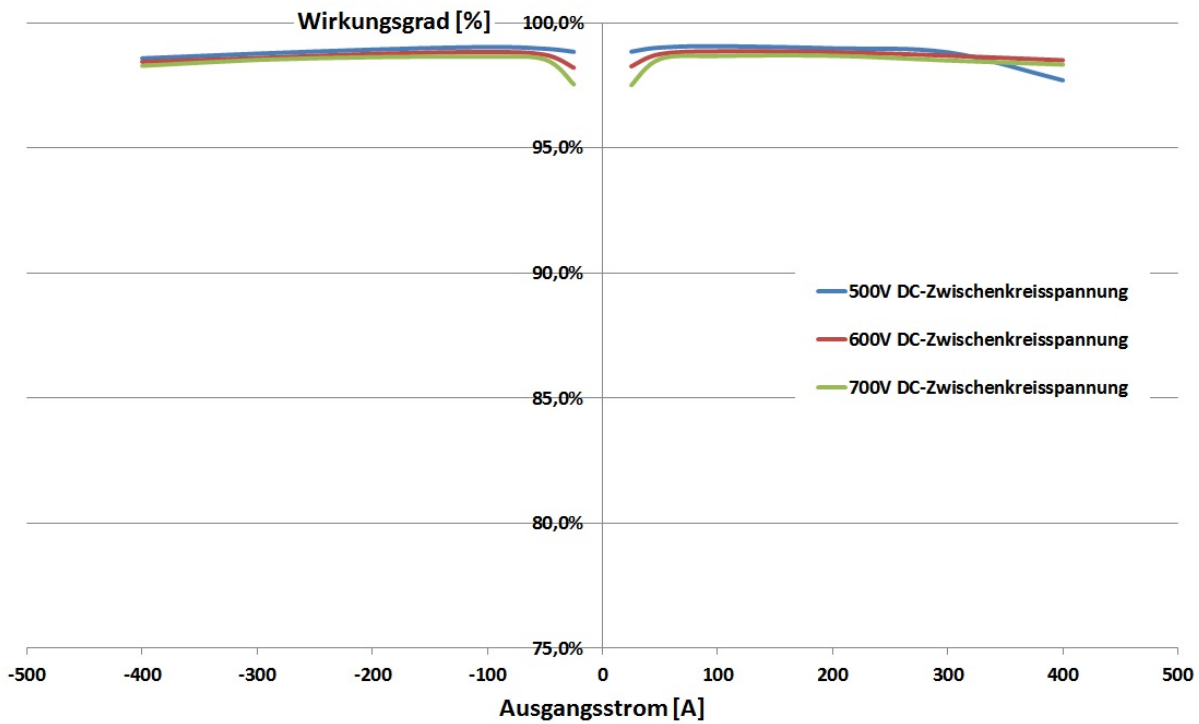 Wirkungsgrad [%]
100,0%
95,0%
90,0%
85,0%
80,0%
75,0%
500V DC-Zwischenkreisspannung
600V DC-Zwischenkreisspannung
700V DC-Zwischenkreisspannung
-500 -400 -300 -200 -100 0 100 200 300 400 500
Ausgangsstrom [A]